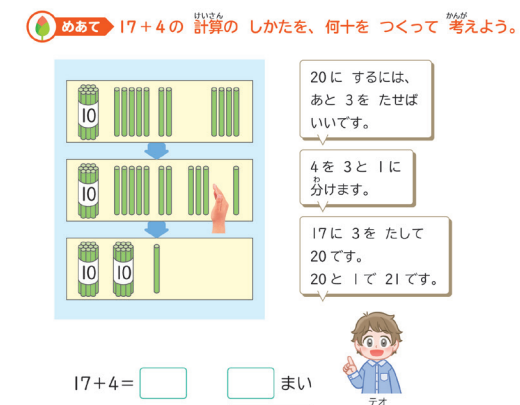 けいさん かんが
めあて 17+4の 計算の しかたを、何十を つくって 考えよう。
10
20に するには、
あと 3を たせば
いいです。
10
4を 3と 1に
わ
分けます。
10 10
17に 3を たして
20です。
20と 1で 21です。
17+4= まい
テオ